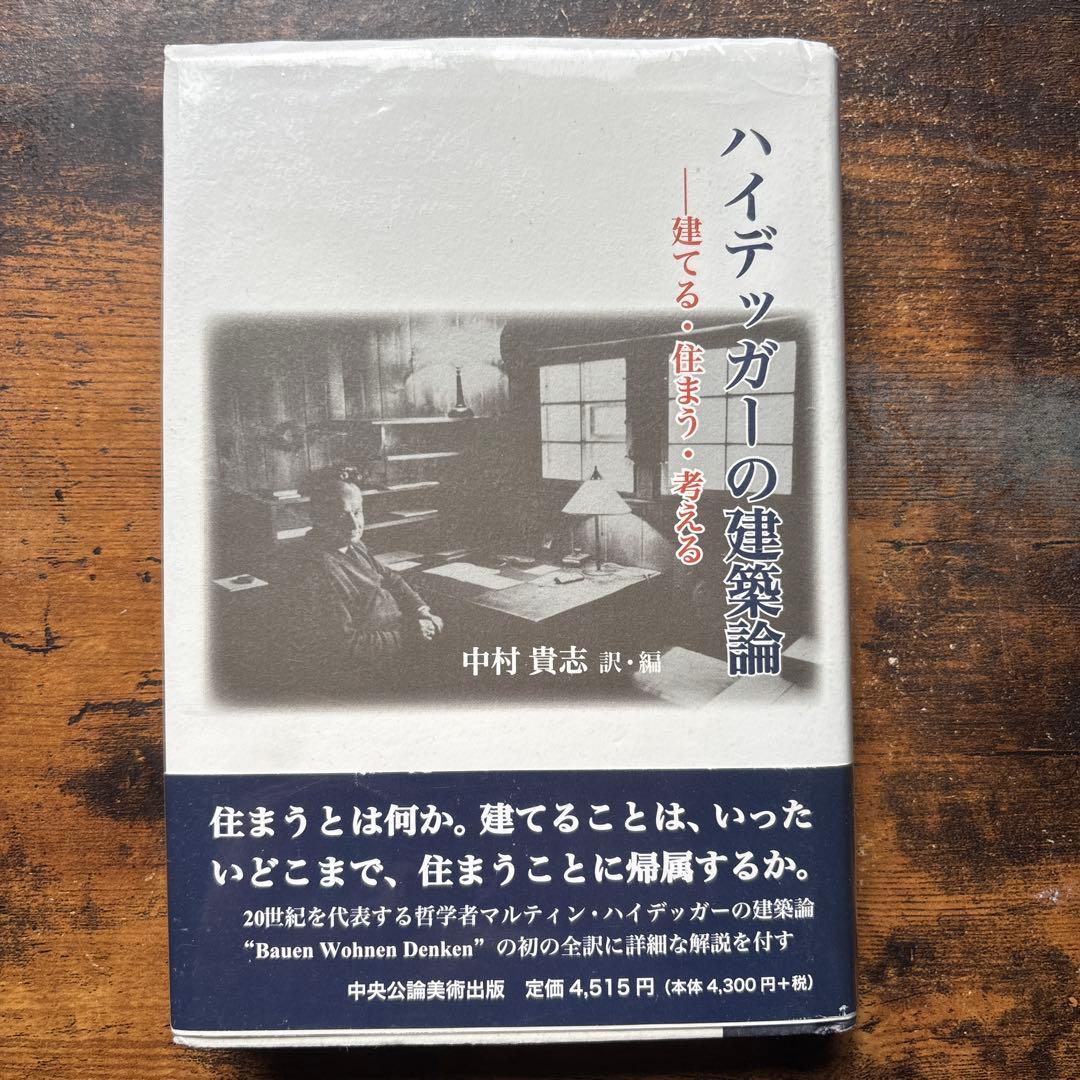 ハイデッガーの建築論
―建てる・住まう・考える
中村 貴志 訳・編
住まうとは何か。建てることは、いった
いどこまで、住まうことに帰属するか。
20世紀を代表する哲学者マルティン・ハイデッガーの建築論
“Bauen Wohnen Denken” の初の全訳に詳細な解説を付す
中央公論美術出版 定価 4,515 円 (本体 4,300 円+税)